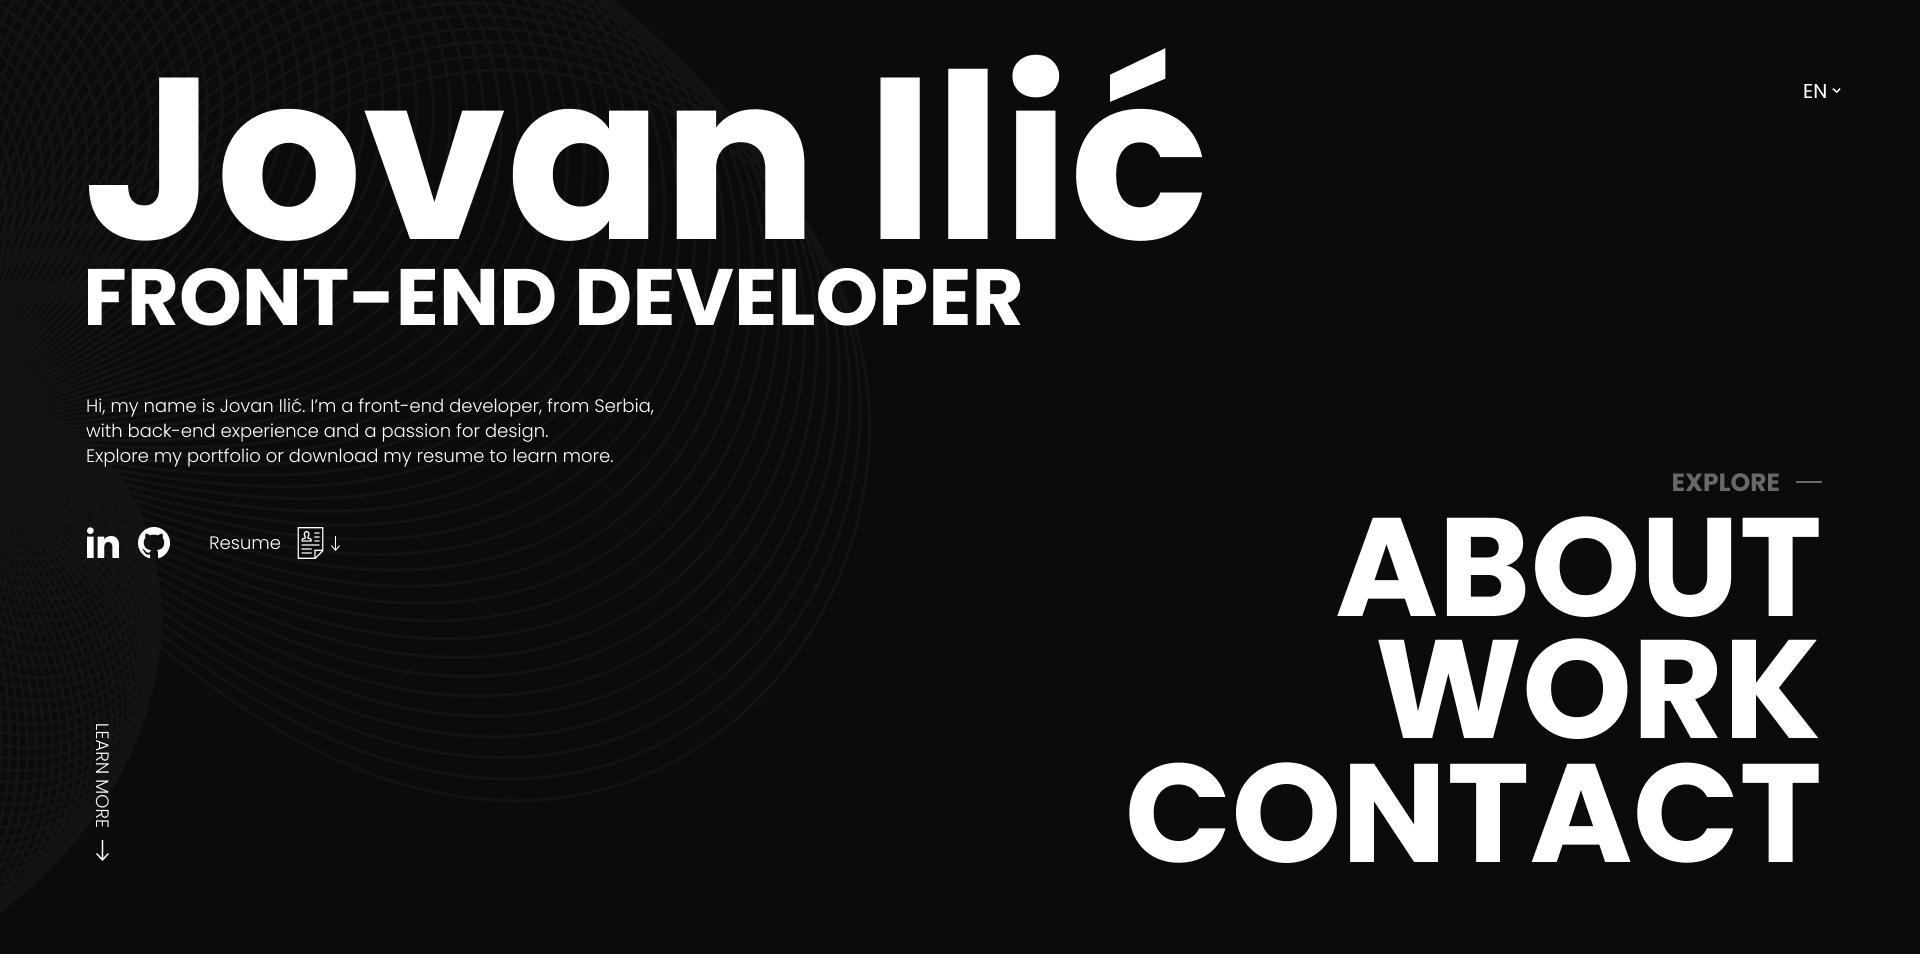 Jovan Ilić
EN
FRONT-END DEVELOPER
Hi, my name is Jovan Ilić. I’m a front-end developer, from Serbia,
with back-end experience and a passion for design.
Explore my portfolio or download my resume to learn more.
in
Resume
EXPLORE
ABOUT
WORK
CONTACT
LEARN MORE